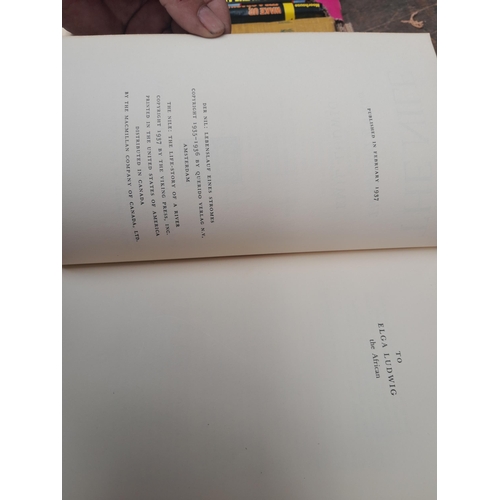 PUBLISHED IN FEBRUARY 1937
DER NIL: LEBENSLAUF EINES STROMES
COPYRIGHT 1935-1936 BY QUERIDO VERLAG N.V.
AMSTERDAM
THE NILE: THE LIFE-STORY OF A RIVER
COPYRIGHT 1937 BY THE VIKING PRESS, INC.
PRINTED IN THE UNITED STATES OF AMERICA
DISTRIBUTED IN CANADA
BY THE MACMILLAN COMPANY OF CANADA, LTD.
TO
ELGA LUDWIG
the African
WAKE UP